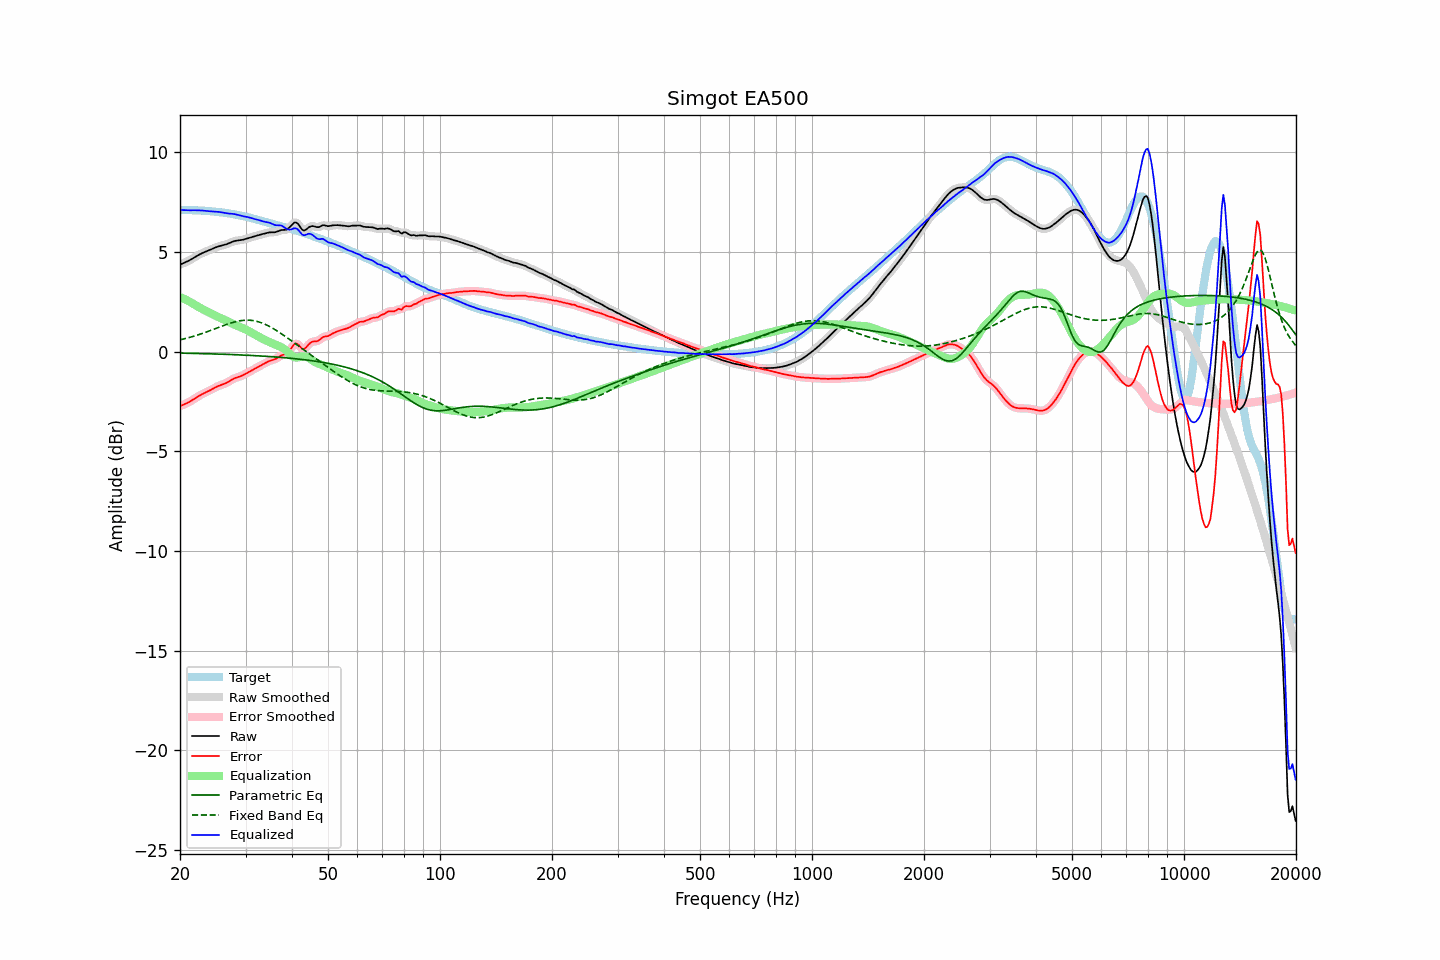 Simgot EA500
10
5
0
−5
−10
−15
−20
−25
Amplitude (dBr)
Target
Raw Smoothed
Error Smoothed
Raw
Error
Equalization
Parametric Eq
Fixed Band Eq
Equalized
20 50 100 200 500 1000 2000 5000 10000 20000
Frequency (Hz)